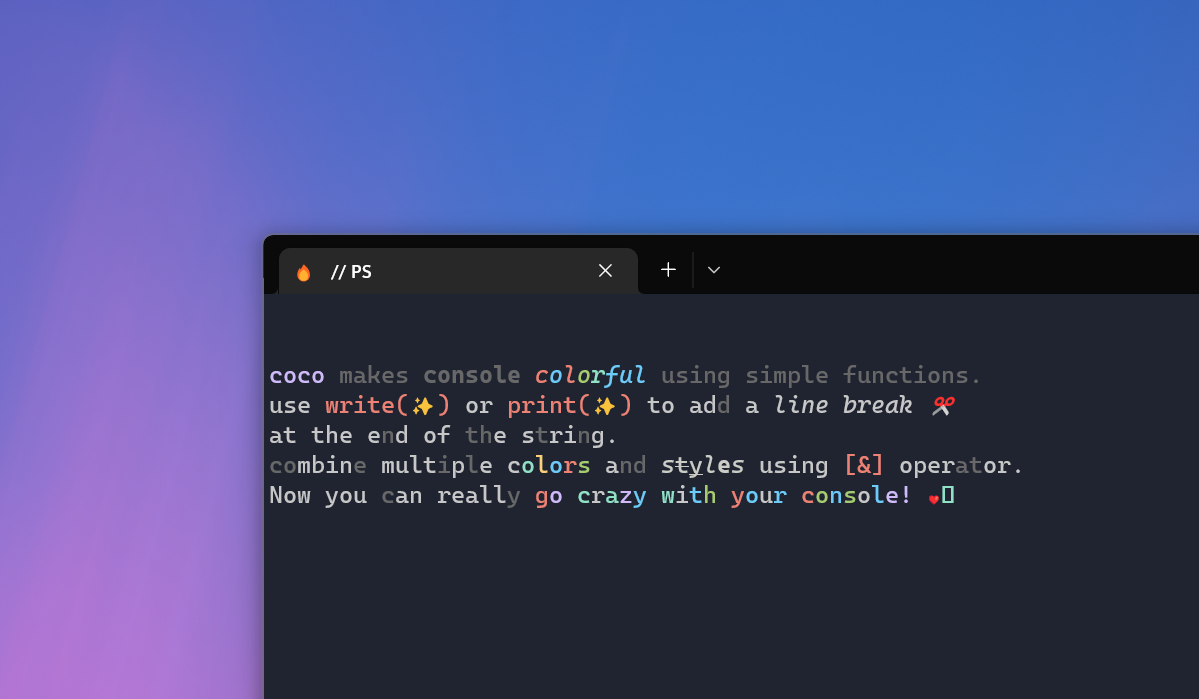 // PS
coco makes console colorful using simple functions.
use write(✨) or print(✨) to add a line break ✂️
at the end of the string.
combine multiple colors and styles using [&] operator.
Now you can really go crazy with your console! ❤️▯